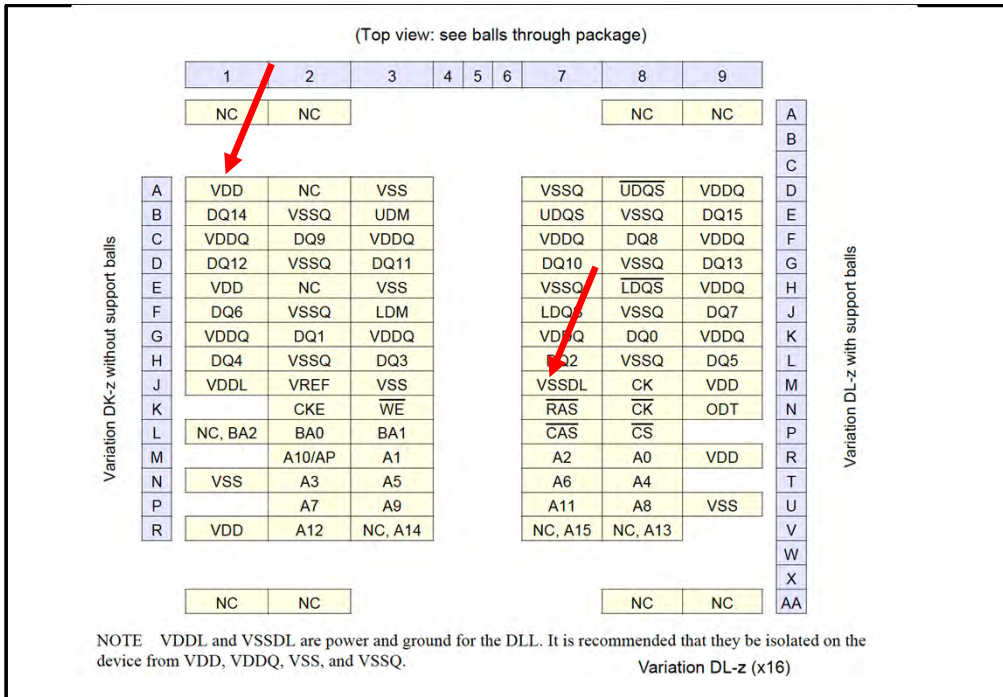 (Top view: see balls through package)
1 2 3 4 5 6 7 8 9
NC NC NC NC A
B
C
A VDD NC VSS VSSQ UDQS VDDQ D
B DQ14 VSSQ UDM UDQS VSSQ DQ15 E
C VDDQ DQ9 VDDQ VDDQ DQ8 VDDQ F
D DQ12 VSSQ DQ11 DQ10 VSSQ DQ13 G
E VDD NC VSS VSSQ LDQS VDDQ H
F DQ6 VSSQ LDM LDQS VSSQ DQ7 J
G VDDQ DQ1 VDDQ VDDQ DQ0 VDDQ K
H DQ4 VSSQ DQ3 DQ2 VSSQ DQ5 L
J VDDL VREF VSS VSSDL CK VDD M
K CKE WE RAS CK ODT N
L NC, BA2 BA0 BA1 CAS CS P
M A10/AP A1 A2 A0 VDD R
N VSS A3 A5 A6 A4 T
P A7 A9 A11 A8 VSS U
R VDD A12 NC, A14 NC, A15 NC, A13 V
W
X
NC NC NC NC AA
Variation DK-z without support balls
Variation DL-z with support balls
NOTE VDDL and VSSDL are power and ground for the DLL. It is recommended that they be isolated on the
device from VDD, VDDQ, VSS, and VSSQ.
Variation DL-z (x16)